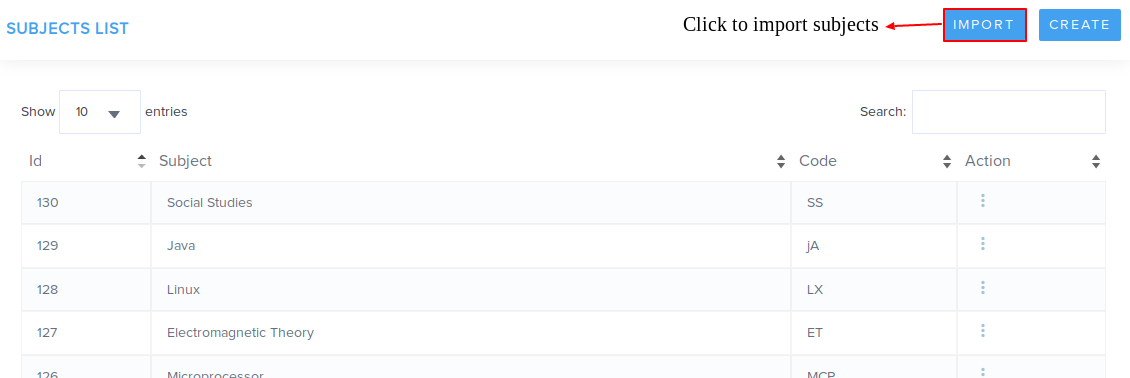 SUBJECTS LIST
Click to import subjects
IMPORT
CREATE
Show 10 entries
Search:
Id Subject Code Action
130 Social Studies SS
129 Java jA
128 Linux LX
127 Electromagnetic Theory ET
126 Microprocessor MCP